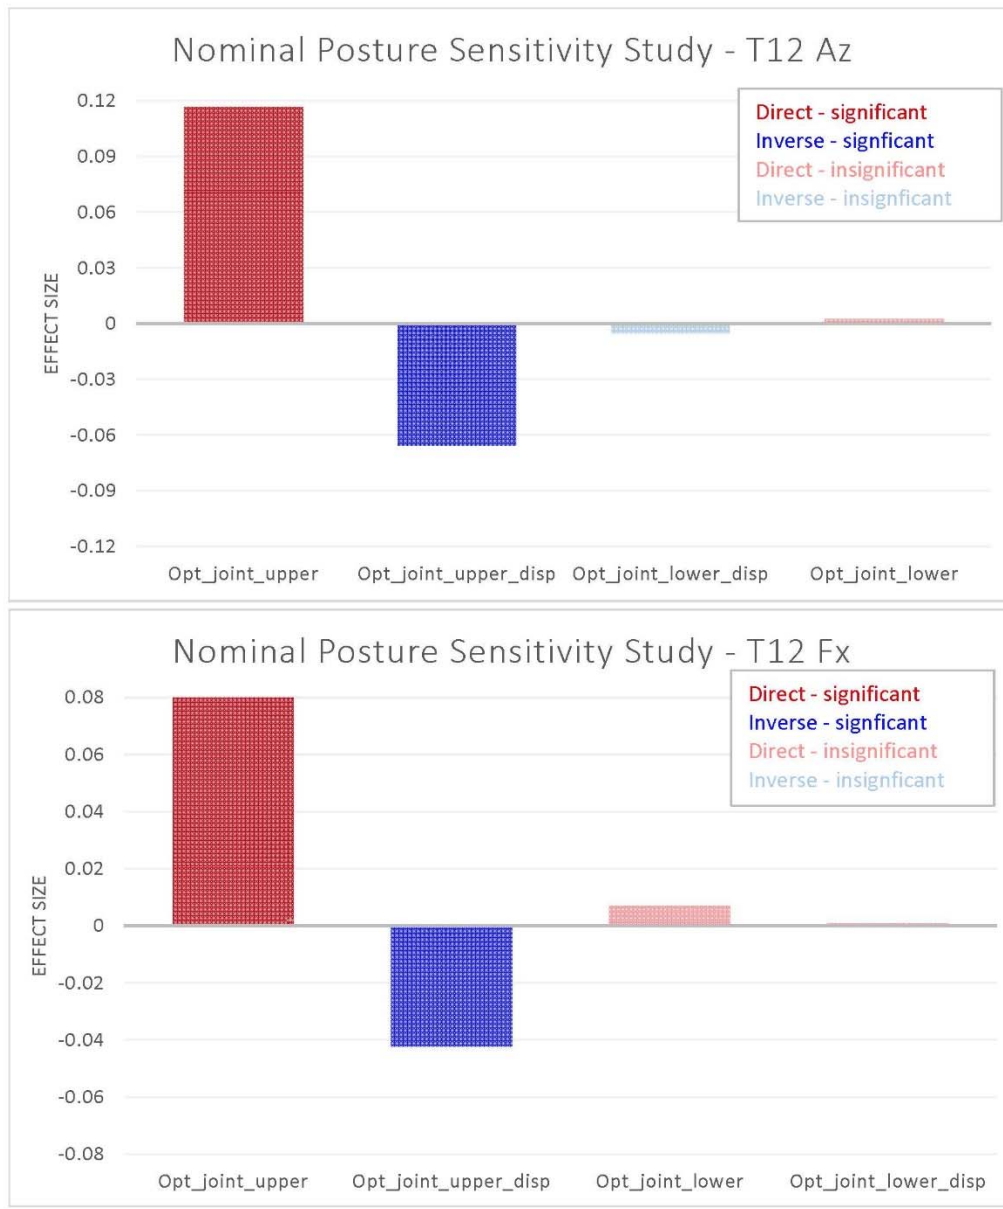 Nominal Posture Sensitivity Study - T12 Az
Direct - significant
Inverse - signficant
Direct - insignificant
Inverse - insignficant
EFFECT SIZE
0.12
0.09
0.06
0.03
0
-0.03
-0.06
-0.09
-0.12
Opt_joint_upper Opt_joint_upper_disp Opt_joint_lower_disp Opt_joint_lower
Nominal Posture Sensitivity Study - T12 Fx
Direct - significant
Inverse - signficant
Direct - insignificant
Inverse - insignficant
EFFECT SIZE
0.08
0.06
0.04
0.02
0
-0.02
-0.04
-0.06
-0.08
Opt_joint_upper Opt_joint_upper_disp Opt_joint_lower Opt_joint_lower_disp